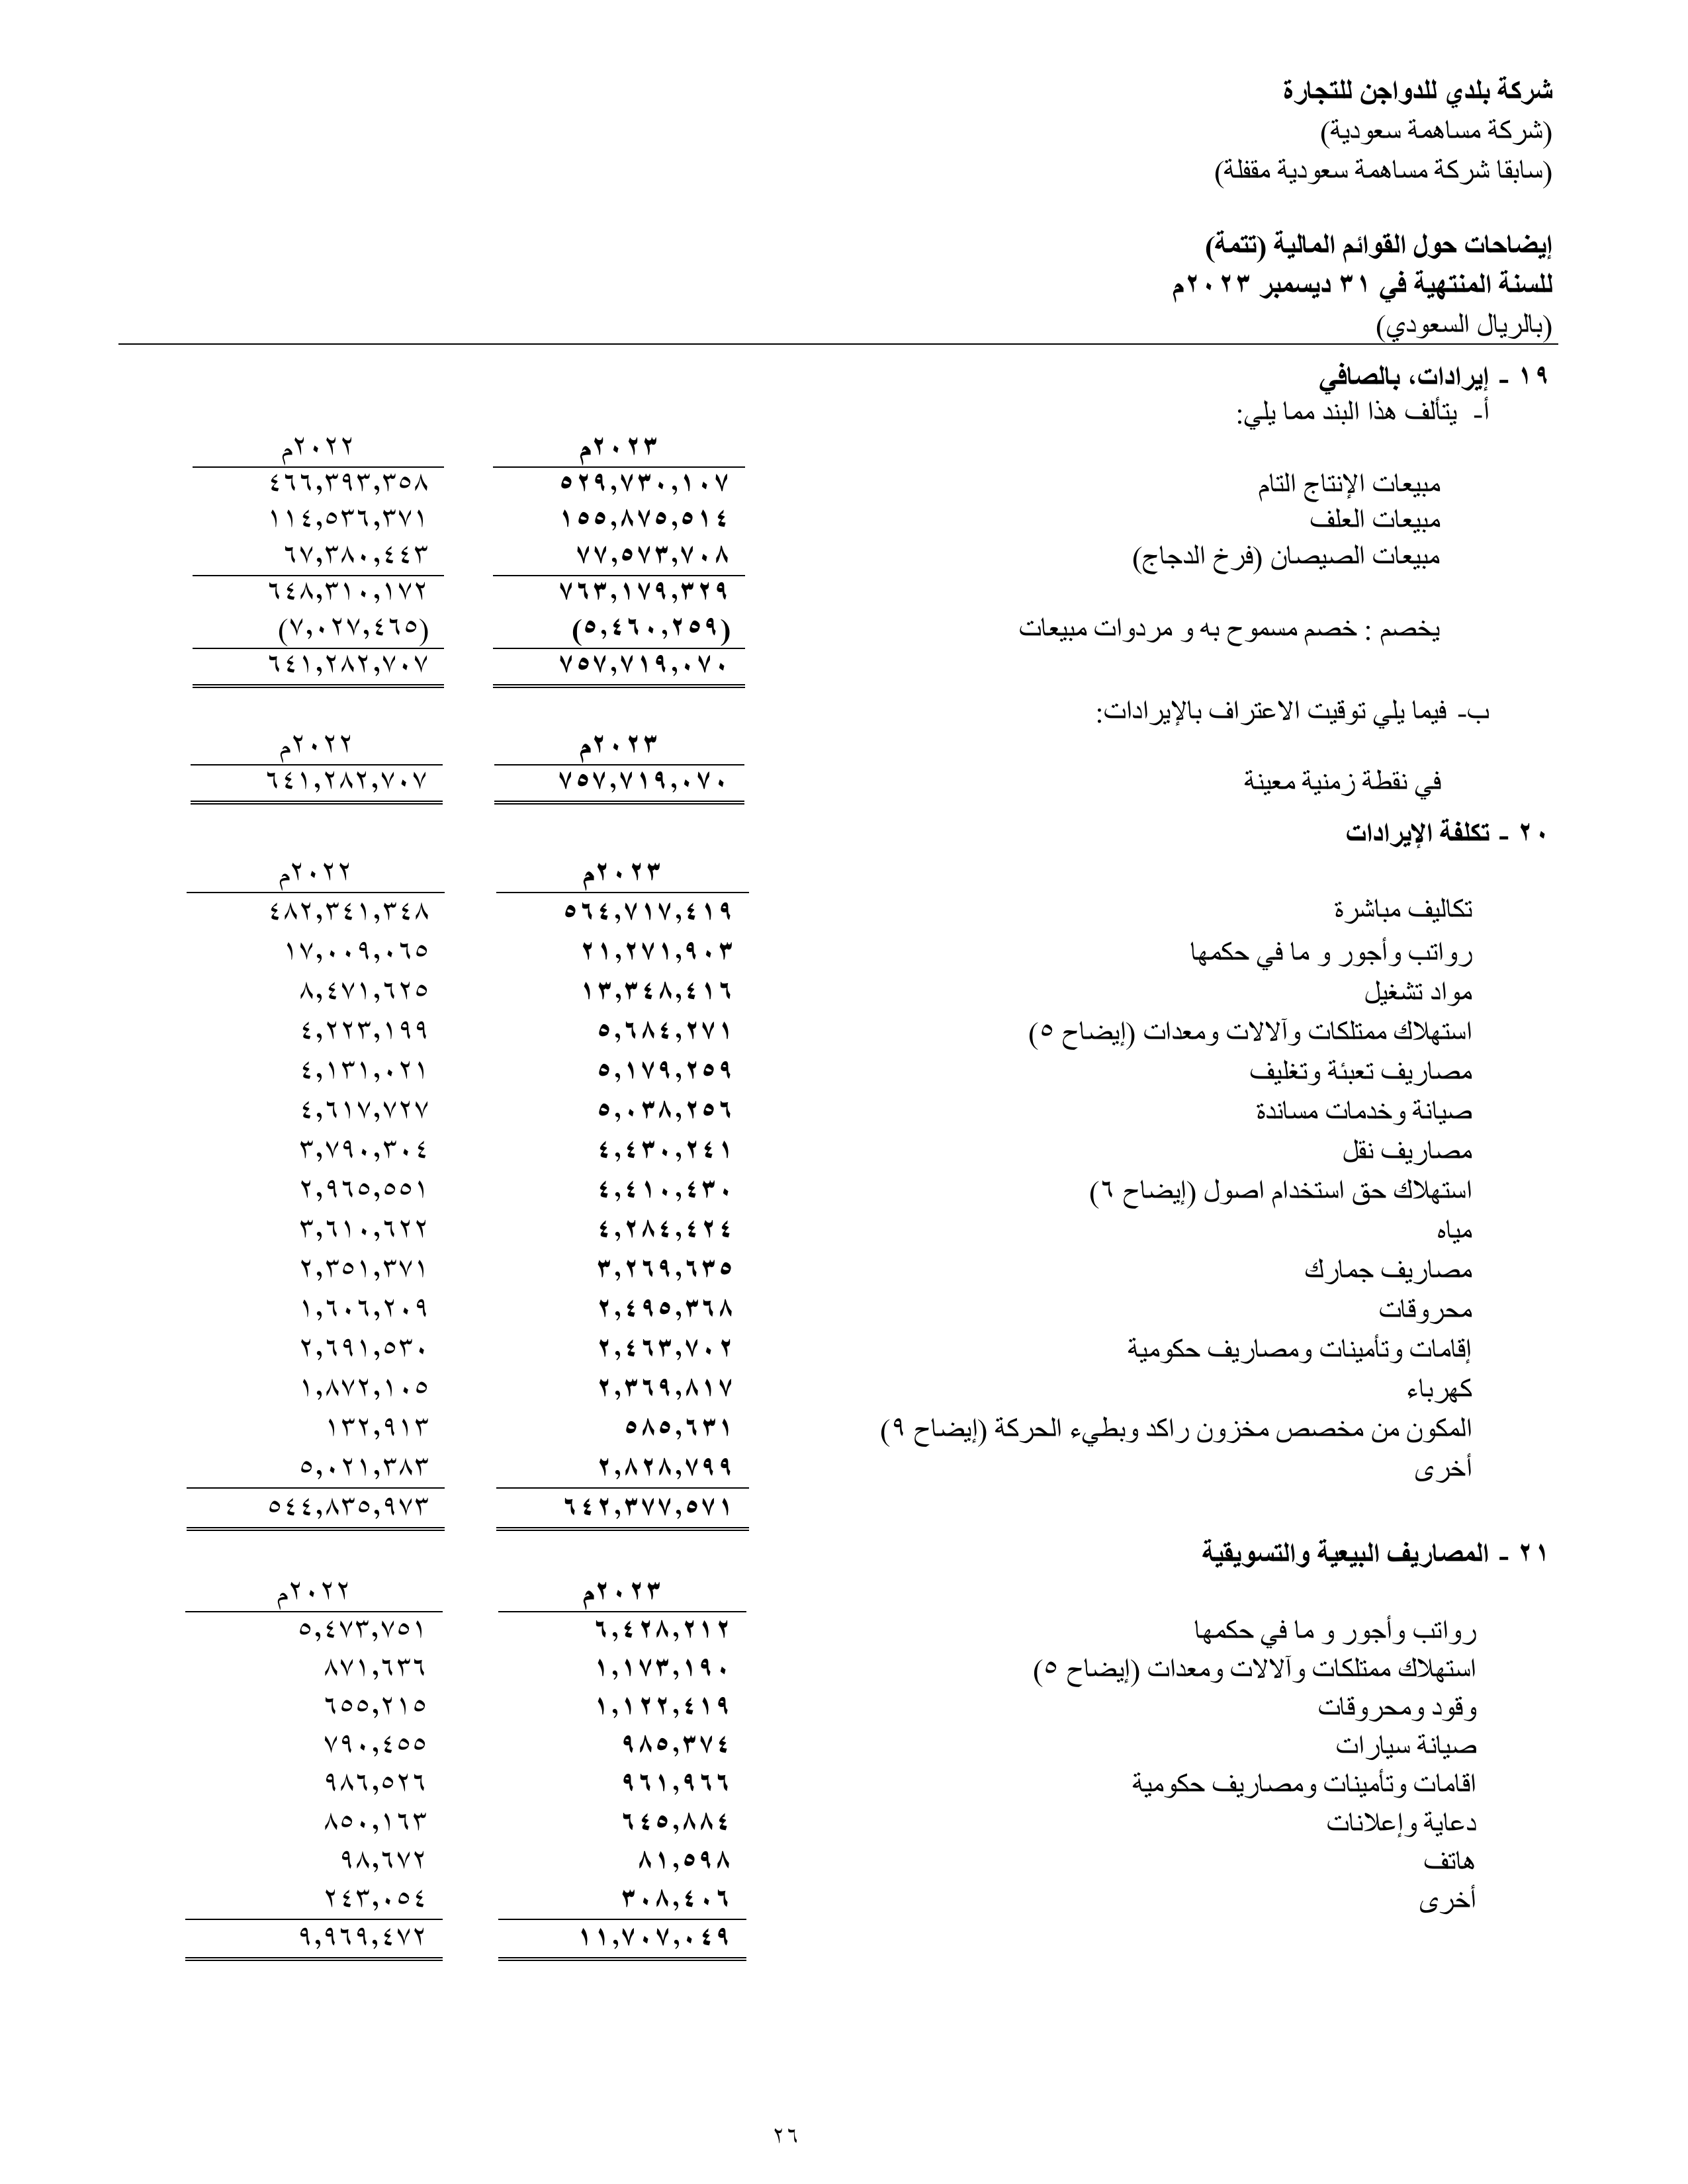 شركة بلدي للدواجن للتجارة
(شركة مساهمة سعودية)
(سابقا شركة مساهمة سعودية مقفلة)
إيضاحات حول القوائم المالية (تتمة)
للسنة المنتهية في ٣١ ديسمبر ٢٠٢٣م
(بالريال السعودي)
١٩ - إيرادات، بالصافي
أ- يتألف هذا البند مما يلي:
٢٠٢٣م ٢٠٢٢م
مبيعات الإنتاج التام ٥٢٩,٧٣٠,١٠٧ ٤٦٦,٣٩٣,٣٥٨
مبيعات العلف ١٥٥,٨٧٥,٥١٤ ١١٤,٥٣٦,٣٧١
مبيعات الصيصان (فرخ الدجاج) ٧٧,٥٧٣,٧٠٨ ٦٧,٣٨٠,٤٤٣
٧٦٣,١٧٩,٣٢٩ ٦٤٨,٣١٠,١٧٢
يخصم : خصم مسموح به و مردوات مبيعات (٥,٤٦٠,٢٥٩) (٧,٠٢٧,٤٦٥)
٧٥٧,٧١٩,٠٧٠ ٦٤١,٢٨٢,٧٠٧
ب- فيما يلي توقيت الاعتراف بالإيرادات:
٢٠٢٣م ٢٠٢٢م
في نقطة زمنية معينة ٧٥٧,٧١٩,٠٧٠ ٦٤١,٢٨٢,٧٠٧
٢٠ - تكلفة الإيرادات
٢٠٢٣م ٢٠٢٢م
تكاليف مباشرة ٥٦٤,٧١٧,٤١٩ ٤٨٢,٣٤١,٣٤٨
رواتب وأجور و ما في حكمها ٢١,٢٧١,٩٠٣ ١٧,٠٠٩,٠٦٥
مواد تشغيل ١٣,٣٤٨,٤١٦ ٨,٤٧١,٦٢٥
استهلاك ممتلكات وآلالات ومعدات (إيضاح ٥) ٥,٦٨٤,٢٧١ ٤,٢٢٣,١٩٩
مصاريف تعبئة وتغليف ٥,١٧٩,٢٥٩ ٤,١٣١,٠٢١
صيانة وخدمات مساندة ٥,٠٣٨,٢٥٦ ٤,٦١٧,٧٢٧
مصاريف نقل ٤,٤٣٠,٢٤١ ٣,٧٩٠,٣٠٤
استهلاك حق استخدام اصول (إيضاح ٦) ٤,٤١٠,٤٣٠ ٢,٩٦٥,٥٥١
مياه ٤,٢٨٤,٤٢٤ ٣,٦١٠,٦٢٢
مصاريف جمارك ٣,٢٦٩,٦٣٥ ٢,٣٥١,٣٧١
محروقات ٢,٤٩٥,٣٦٨ ١,٦٠٦,٢٠٩
إقامات وتأمينات ومصاريف حكومية ٢,٤٦٣,٧٠٢ ٢,٦٩١,٥٣٠
كهرباء ٢,٣٦٩,٨١٧ ١,٨٧٢,١٠٥
المكون من مخصص مخزون راكد وبطيء الحركة (إيضاح ٩) ٥٨٥,٦٣١ ١٣٢,٩١٣
أخرى ٢,٨٢٨,٧٩٩ ٥,٠٢١,٣٨٣
٦٤٢,٣٧٧,٥٧١ ٥٤٤,٨٣٥,٩٧٣
٢١ - المصاريف البيعية والتسويقية
٢٠٢٣م ٢٠٢٢م
رواتب وأجور و ما في حكمها ٦,٤٢٨,٢١٢ ٥,٤٧٣,٧٥١
استهلاك ممتلكات وآلالات ومعدات (إيضاح ٥) ١,١٧٣,١٩٠ ٨٧١,٦٣٦
وقود ومحروقات ١,١٢٢,٤١٩ ٦٥٥,٢١٥
صيانة سيارات ٩٨٥,٣٧٤ ٧٩٠,٤٥٥
اقامات وتأمينات ومصاريف حكومية ٩٦١,٩٦٦ ٩٨٦,٥٢٦
دعاية وإعلانات ٦٤٥,٨٨٤ ٨٥٠,١٦٣
هاتف ٨١,٥٩٨ ٩٨,٦٧٢
أخرى ٣٠٨,٤٠٦ ٢٤٣,٠٥٤
١١,٧٠٧,٠٤٩ ٩,٩٦٩,٤٧٢
٢٦